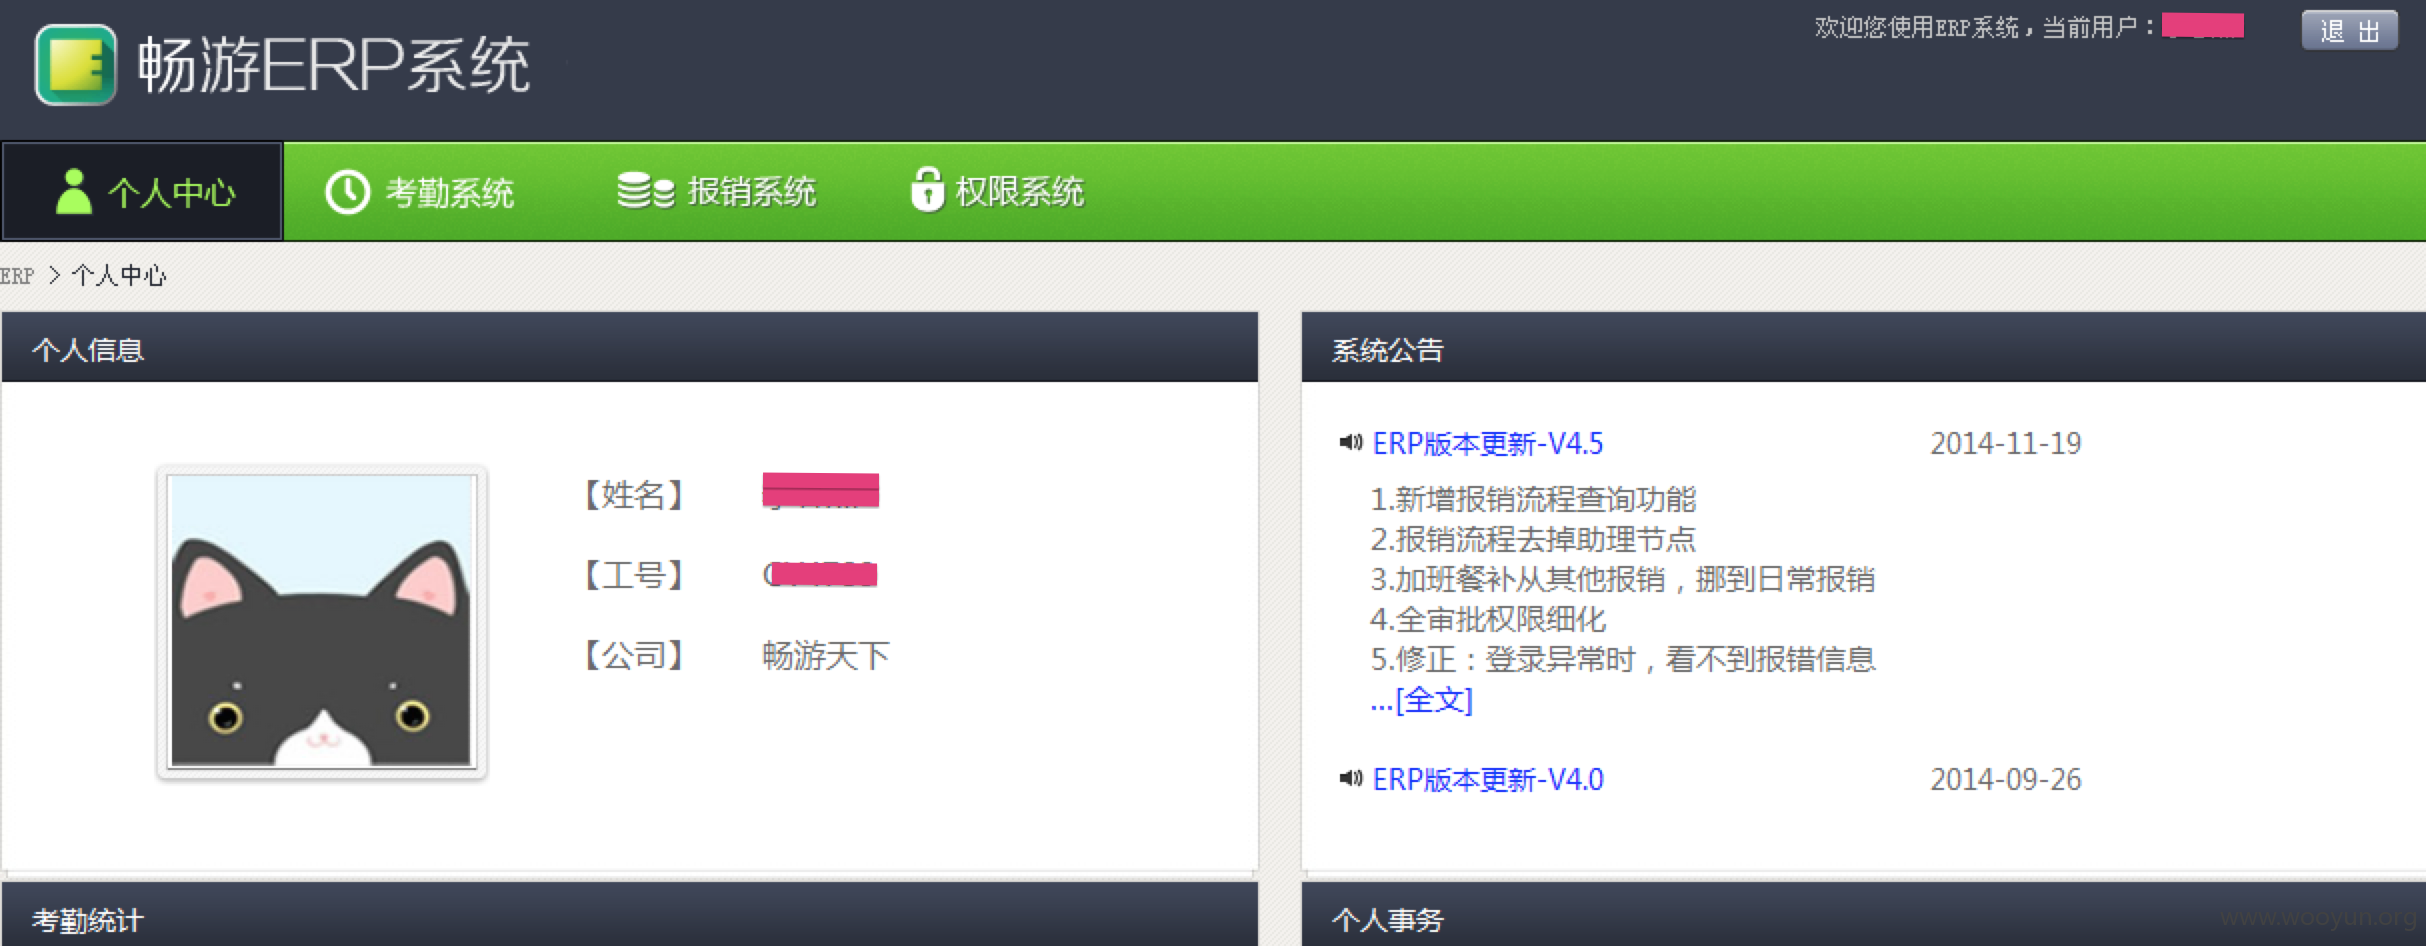 畅游ERP系统
欢迎您使用ERP系统，当前用户：
退 出
个人中心
考勤系统
报销系统
权限系统
ERP > 个人中心
个人信息
【姓名】
【工号】
【公司】 畅游天下
系统公告
ERP版本更新-V4.5 2014-11-19
1.新增报销流程查询功能
2.报销流程去掉助理节点
3.加班餐补从其他报销，挪到日常报销
4.全审批权限细化
5.修正：登录异常时，看不到报错信息
...[全文]
ERP版本更新-V4.0 2014-09-26
考勤统计
个人事务
www.wooyun.org